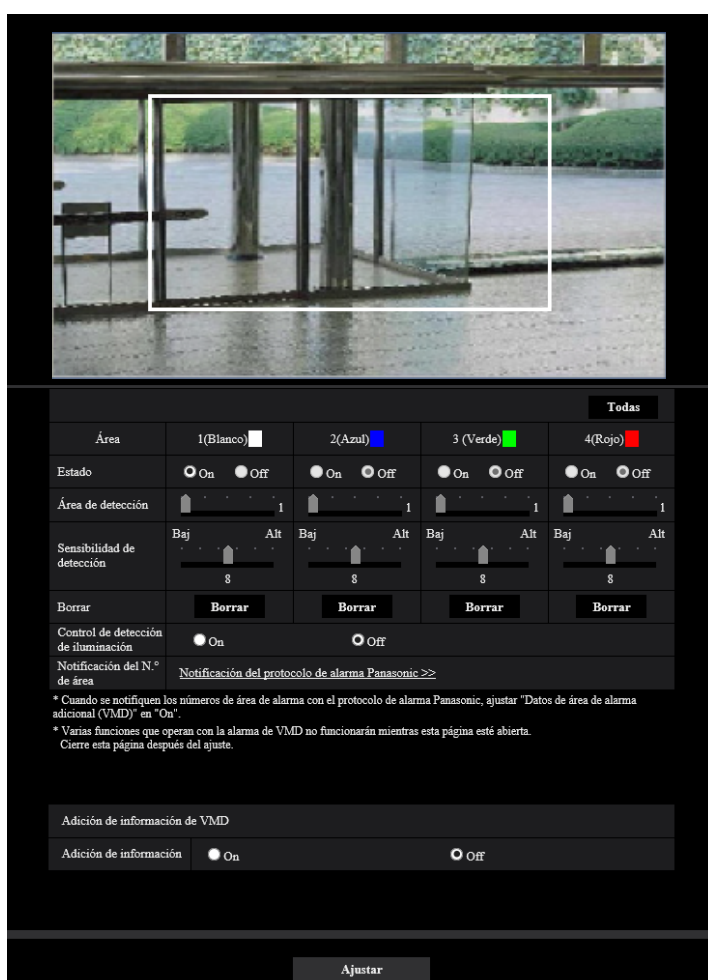 Todas
Área 1(Blanco) 2(Azul) 3 (Verde) 4(Rojo)
Estado On Off On Off On Off On Off
Área de detección 1 1 1 1
Baj Alt Baj Alt Baj Alt Baj Alt
Sensibilidad de
detección
8 8 8 8
Borrar Borrar Borrar Borrar Borrar
Control de detección
de iluminación On Off
Notificación del N.°
de área Notificación del protocolo de alarma Panasonic >>
* Cuando se notifiquen los números de área de alarma con el protocolo de alarma Panasonic, ajustar "Datos de área de alarma
adicional (VMD)" en "On".
* Varias funciones que operan con la alarma de VMD no funcionarán mientras esta página esté abierta.
Cierre esta página después del ajuste.
Adición de información de VMD
Adición de información On Off
Ajustar